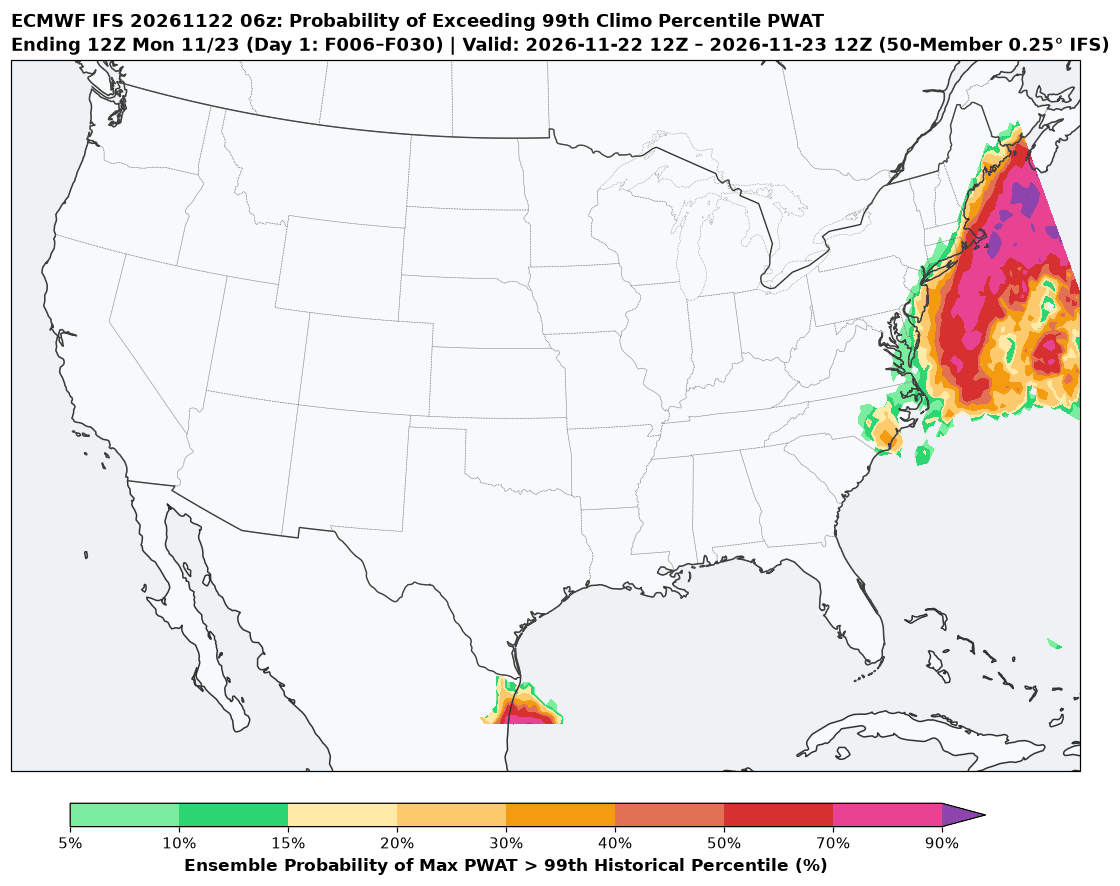 ECMWF IFS 20261122 06z: Probability of Exceeding 99th Climo Percentile PWAT
Ending 12Z Mon 11/23 (Day 1: F006–F030) | Valid: 2026-11-22 12Z – 2026-11-23 12Z (50-Member 0.25° IFS)
5% 10% 15% 20% 30% 40% 50% 70% 90%
Ensemble Probability of Max PWAT > 99th Historical Percentile (%)